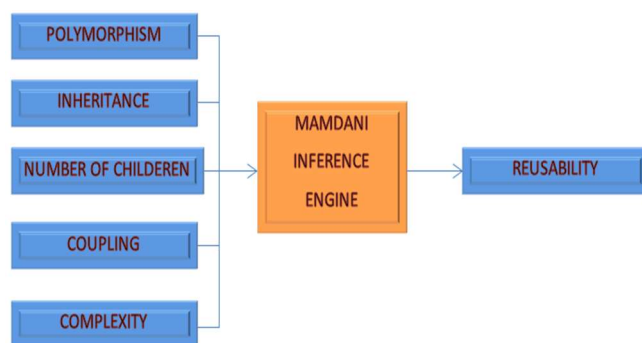 POLYMORPHISM
INHERITANCE
NUMBER OF CHILDEREN
COUPLING
COMPLEXITY
MAMDANI
INFERENCE
ENGINE
REUSABILITY